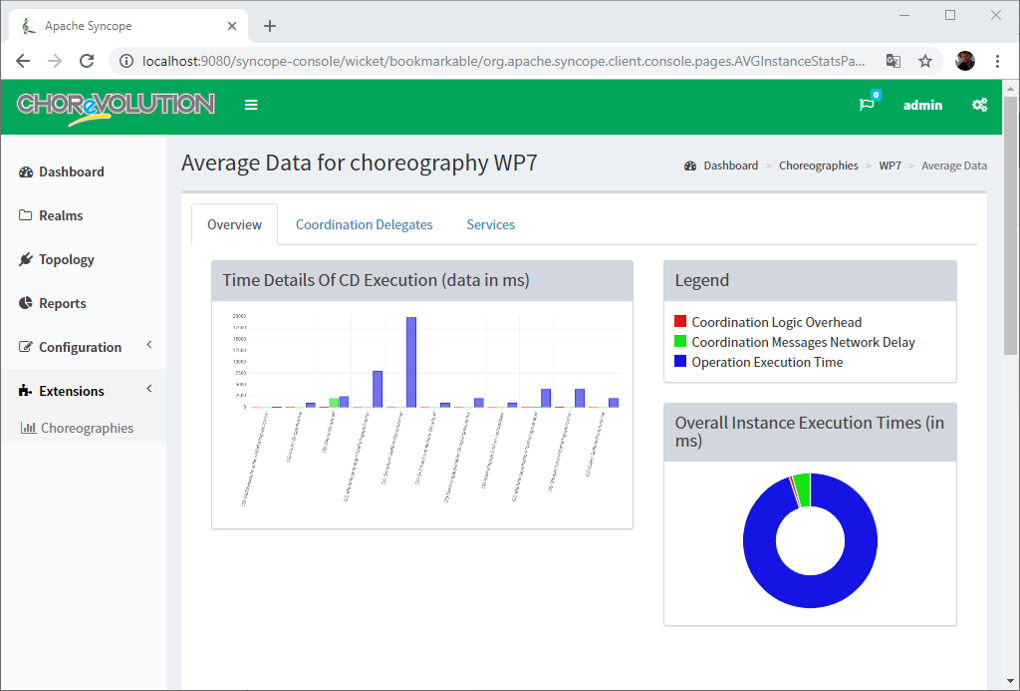 Apache Syncope
localhost:9080/syncope-console/wicket/bookmarkable/org.apache.syncope.client.console.pages.AVGInstanceStatsPa...
CHOReVOLUTION
0
admin
Dashboard
Realms
Topology
Reports
Configuration
Extensions
Choreographies
Average Data for choreography WP7
Dashboard > Choreographies > WP7 > Average Data
Overview
Coordination Delegates
Services
Time Details Of CD Execution (data in ms)
20000
17500
15000
12500
10000
7500
5000
2500
0
Legend
Coordination Logic Overhead
Coordination Messages Network Delay
Operation Execution Time
Overall Instance Execution Times (in
ms)